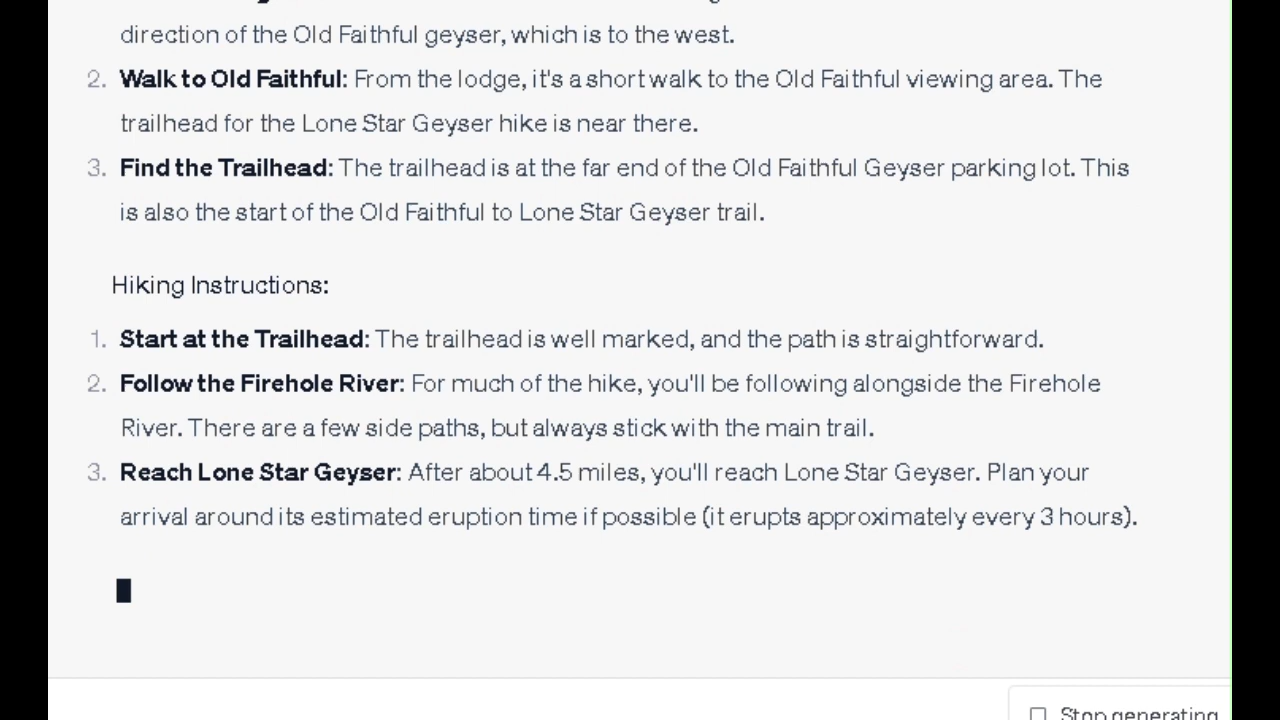 direction of the Old Faithful geyser, which is to the west.
2. Walk to Old Faithful: From the lodge, it's a short walk to the Old Faithful viewing area. The
trailhead for the Lone Star Geyser hike is near there.
3. Find the Trailhead: The trailhead is at the far end of the Old Faithful Geyser parking lot. This
is also the start of the Old Faithful to Lone Star Geyser trail.
Hiking Instructions:
1. Start at the Trailhead: The trailhead is well marked, and the path is straightforward.
2. Follow the Firehole River: For much of the hike, you'll be following alongside the Firehole
River. There are a few side paths, but always stick with the main trail.
3. Reach Lone Star Geyser: After about 4.5 miles, you'll reach Lone Star Geyser. Plan your
arrival around its estimated eruption time if possible (it erupts approximately every 3 hours).
Stop generating